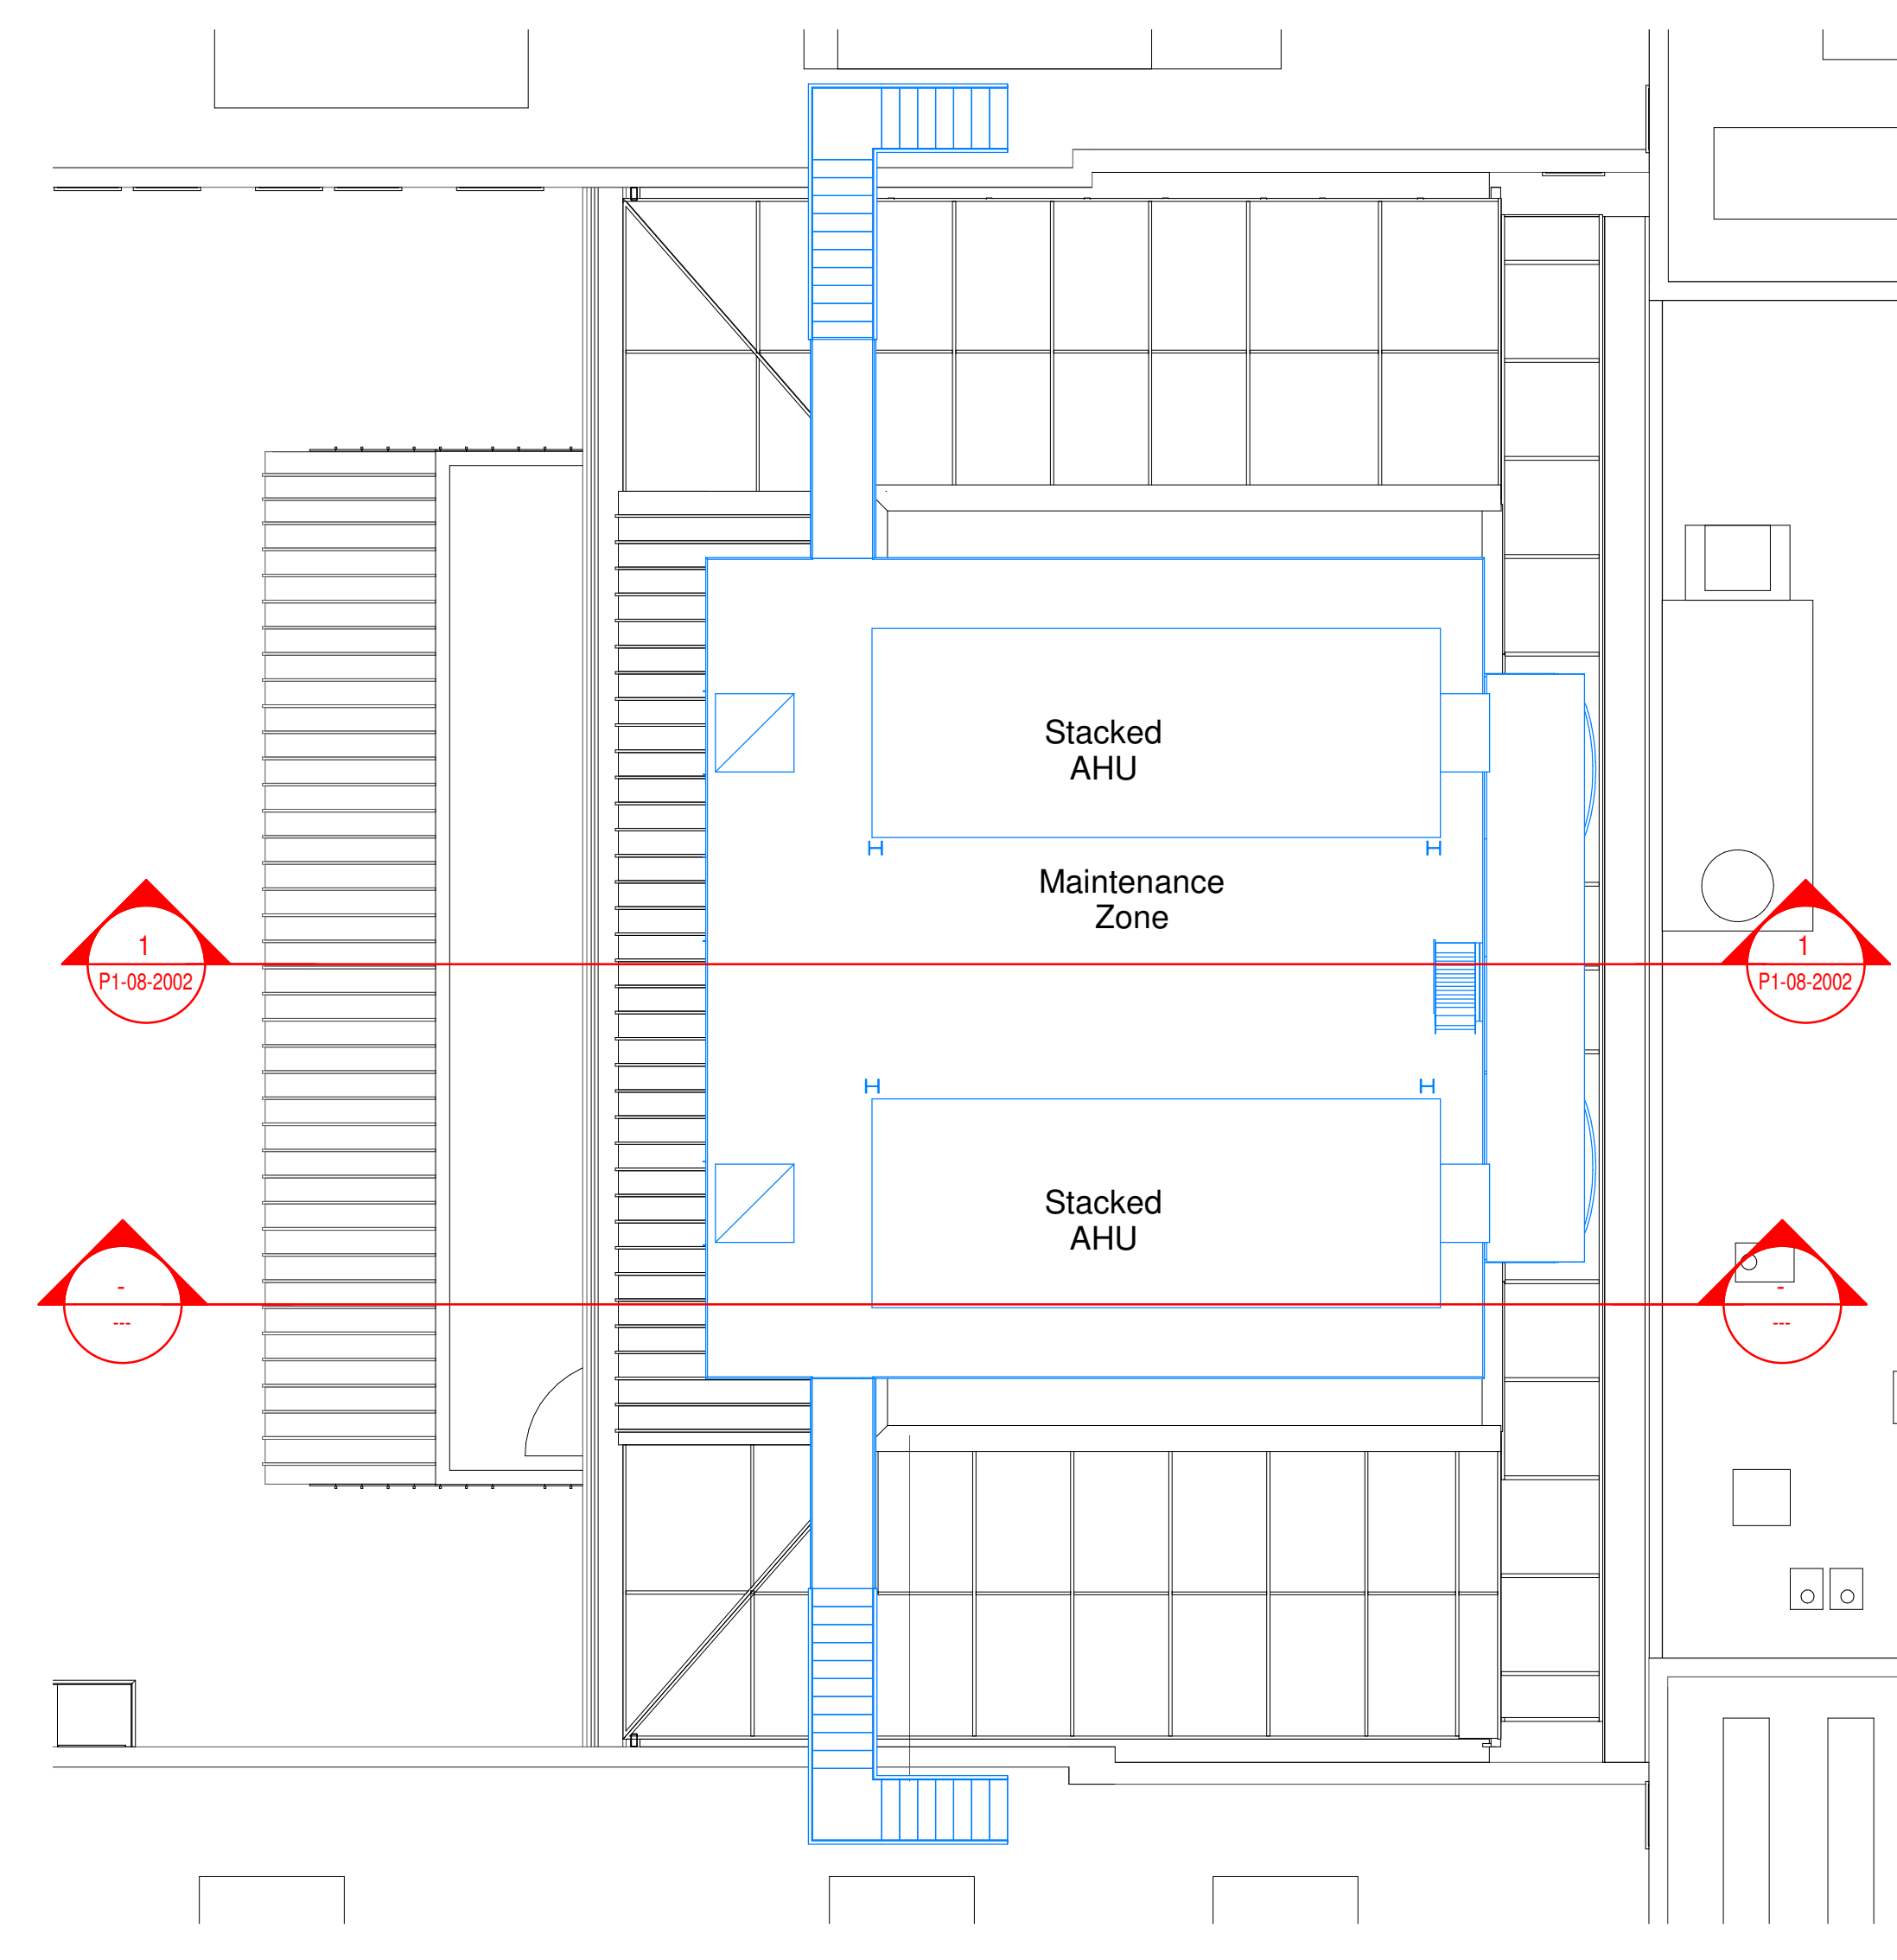 Stacked
AHU
Maintenance
Zone
1
P1-08-2002
1
P1-08-2002
Stacked
AHU
-
---
-
---